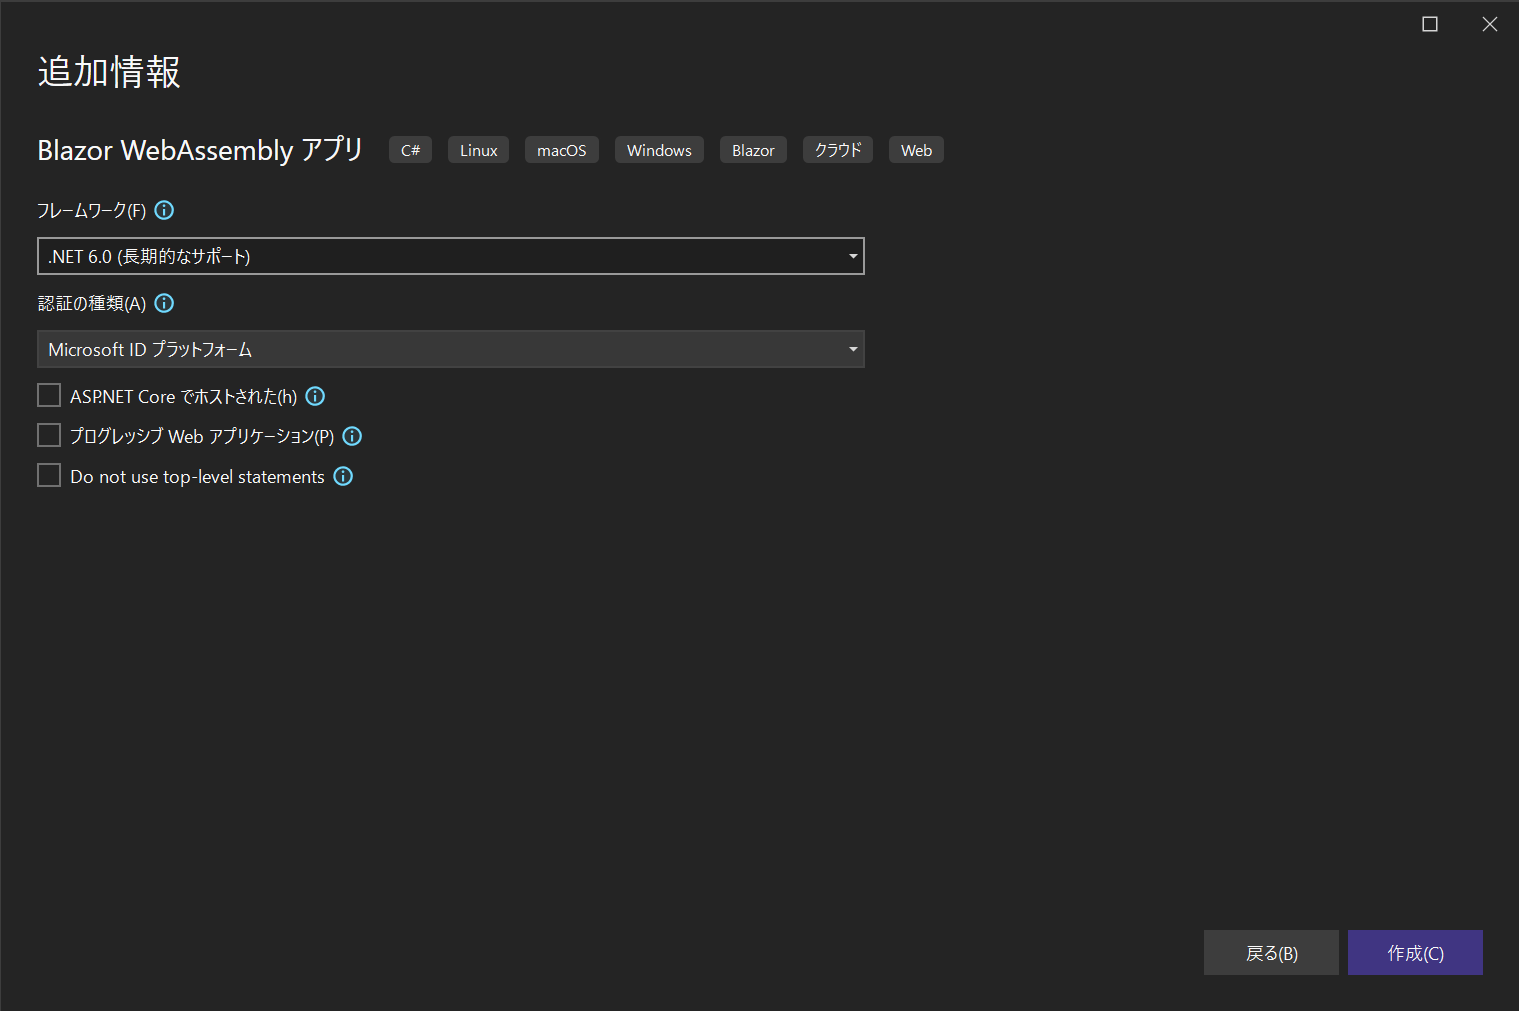 追加情報
Blazor WebAssembly アプリ C# Linux macOS Windows Blazor クラウド Web
フレームワーク(F)
.NET 6.0 (長期的なサポート)
認証の種類(A)
Microsoft ID プラットフォーム
ASP.NET Core でホストされた(h)
プログレッシブ Web アプリケーション(P)
Do not use top-level statements
戻る(B) 作成(C)